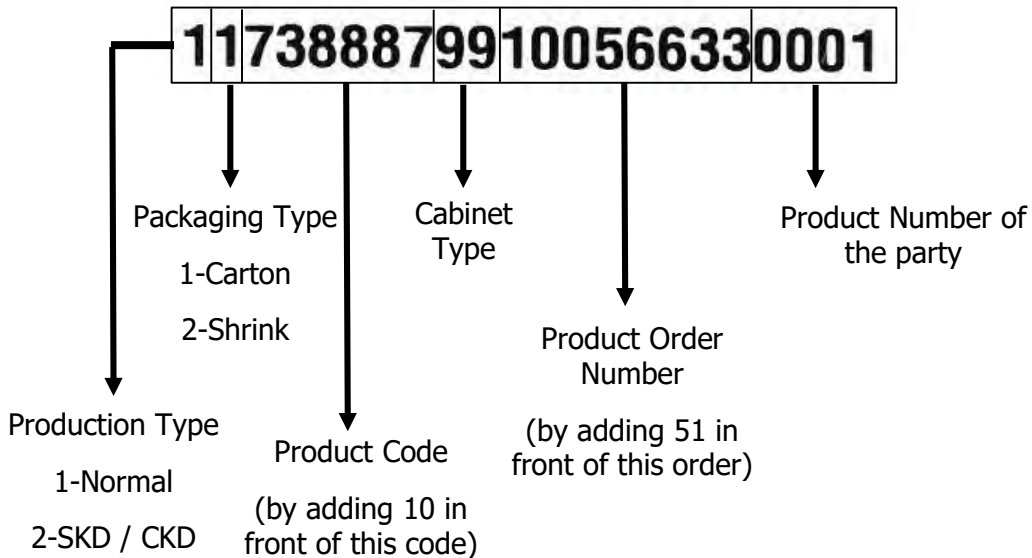 1173888799100566330001
Packaging Type
1-Carton
2-Shrink
Cabinet
Type
Product Number of
the party
Product Order
Number
(by adding 51 in
front of this order)
Production Type
1-Normal
2-SKD / CKD
Product Code
(by adding 10 in
front of this code)